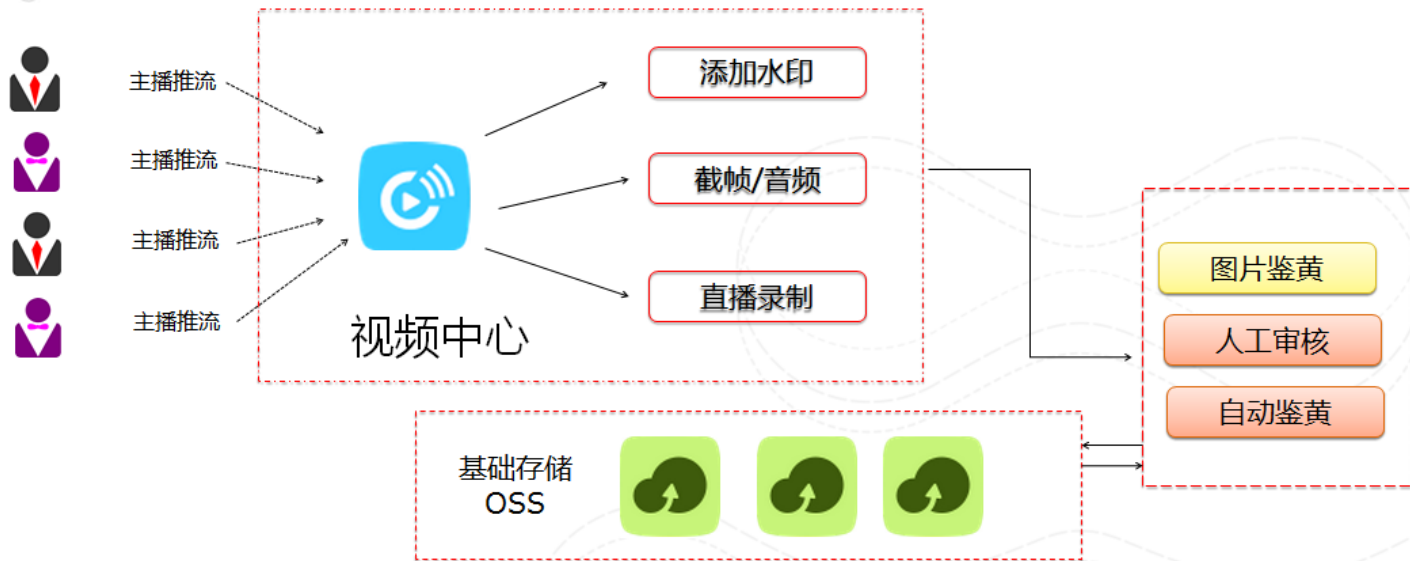 主播推流
主播推流
主播推流
主播推流
添加水印
截帧/音频
直播录制
视频中心
图片鉴黄
人工审核
自动鉴黄
基础存储
OSS